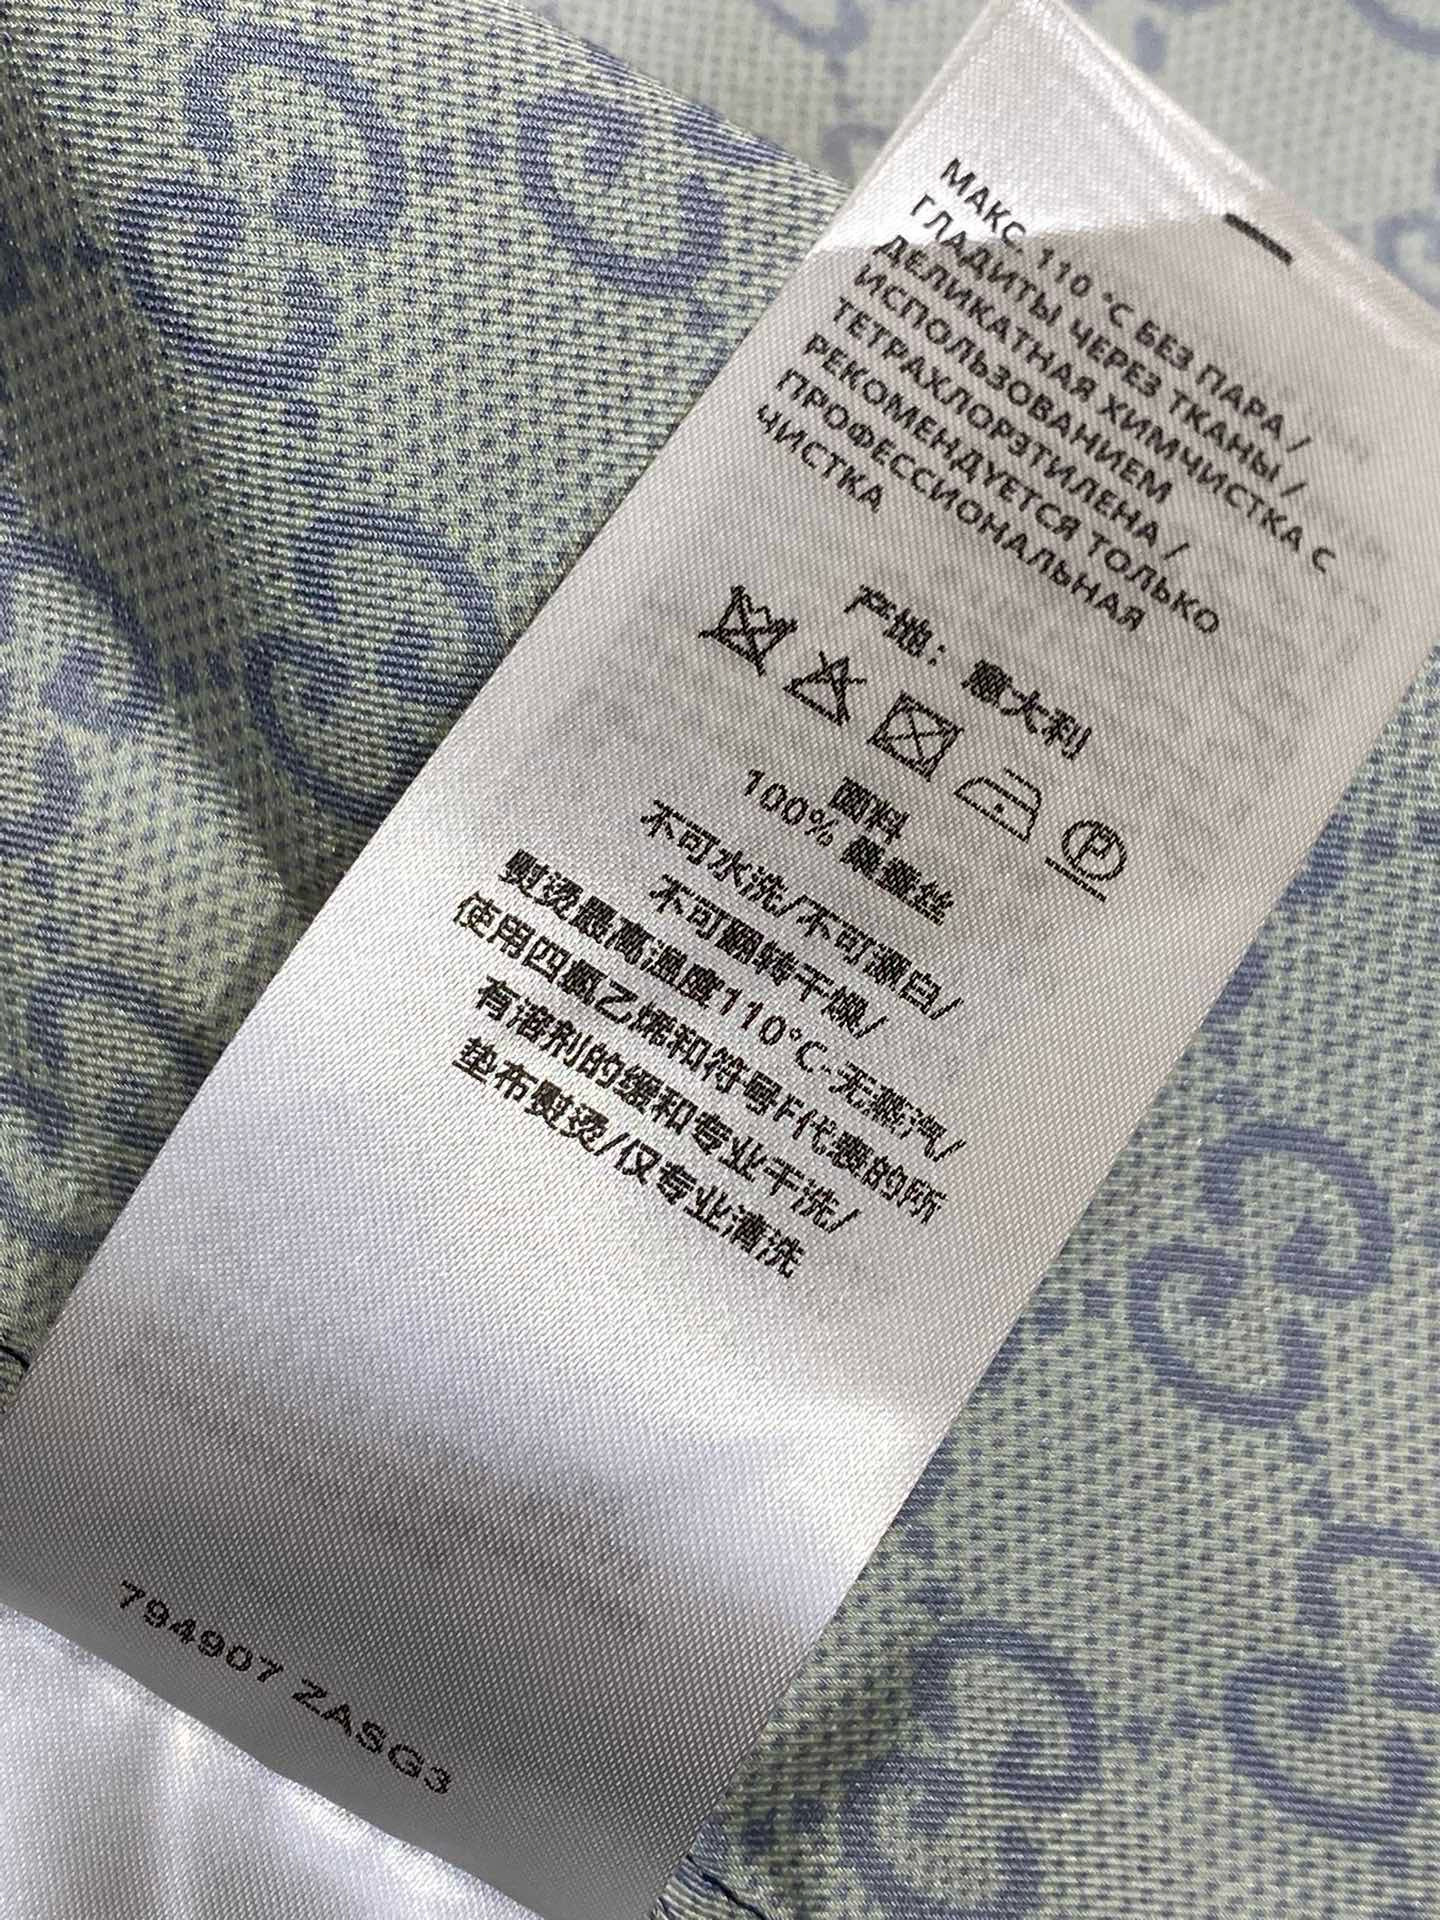 МАКС. 110 °C БЕЗ ПАРА /
ГЛАДИТЬ ЧЕРЕЗ ТКАНЬ /
ДЕЛИКАТНАЯ ХИМЧИСТКА С
ИСПОЛЬЗОВАНИЕМ
ТЕТРАХЛОРЭТИЛЕНА /
РЕКОМЕНДУЕТСЯ ТОЛЬКО
ПРОФЕССИОНАЛЬНАЯ
ЧИСТКА
产地：意大利
P
面料
100% 桑蚕丝
不可水洗/不可漂白/
不可翻转干燥/
熨烫最高温度110°C-无蒸汽/
使用四氯乙烯和符号F代表的所
有溶剂的缓和专业干洗/
垫布熨烫/仅专业清洗
794907 ZASG3